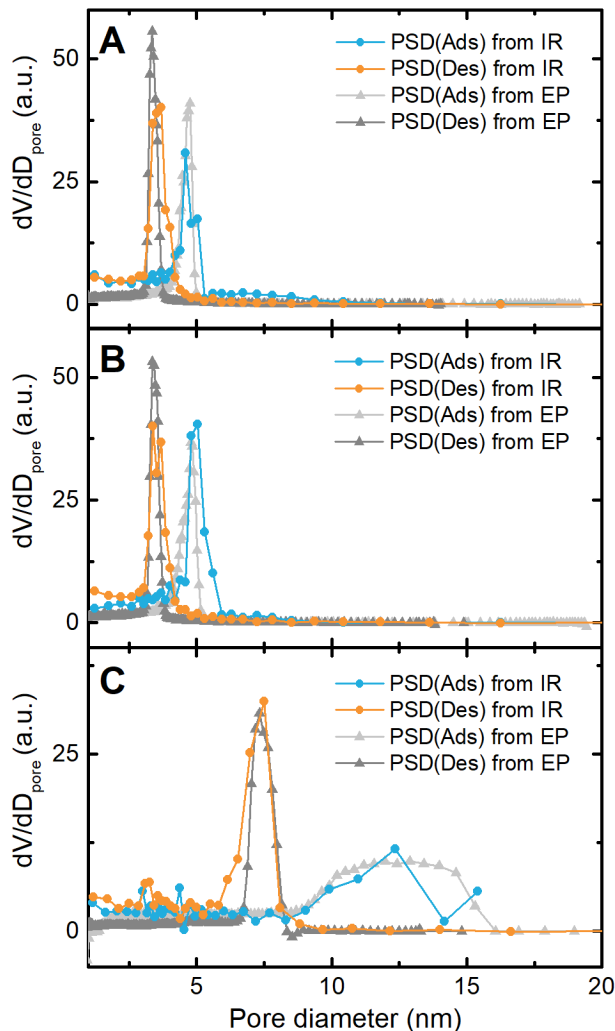 A
PSD(Ads) from IR
PSD(Des) from IR
PSD(Ads) from EP
PSD(Des) from EP
50
25
0
dV/dDpore (a.u.)
B
PSD(Ads) from IR
PSD(Des) from IR
PSD(Ads) from EP
PSD(Des) from EP
50
25
0
dV/dDpore (a.u.)
C
PSD(Ads) from IR
PSD(Des) from IR
PSD(Ads) from EP
PSD(Des) from EP
25
0
dV/dDpore (a.u.)
5 10 15 20
Pore diameter (nm)